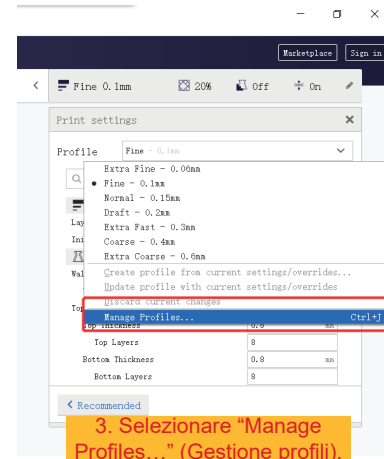 Marketplace Sign in
Fine 0.1mm 20% Off On
Print settings
Profile Fine - 0.1mm
Extra Fine - 0.06mm
Fine - 0.1mm
Normal - 0.15mm
Draft - 0.2mm
Extra Fast - 0.3mm
Coarse - 0.4mm
Extra Coarse - 0.6mm
Create profile from current settings/overrides...
Update profile with current settings/overrides
Discard current changes
Manage Profiles... Ctrl+J
Top Thickness 0.8 mm
Top Layers 8
Bottom Thickness 0.8 mm
Bottom Layers 8
Recommended
3. Selezionare “Manage
Profiles...” (Gestione profili).